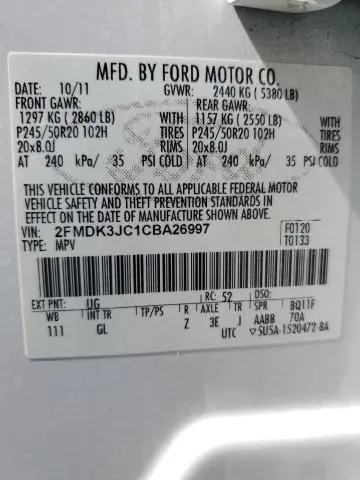 MFD. BY FORD MOTOR CO.
DATE: 10/11 GVWR: 2440 KG ( 5380 LB)
FRONT GAWR: REAR GAWR:
1297 KG ( 2860 LB) WITH 1157 KG ( 2550 LB) WITH
P245/50R20 102H TIRES P245/50R20 102H TIRES
20x8.0J RIMS 20x8.0J RIMS
AT 240 kPa/ 35 PSI COLD AT 240 kPa/ 35 PSI COLD
THIS VEHICLE CONFORMS TO ALL APPLICABLE FEDERAL MOTOR
VEHICLE SAFETY AND BUMPER STANDARDS IN EFFECT ON
THE DATE OF MANUFACTURE SHOWN ABOVE.
VIN: 2FMDK3JC1CBA26997 F0120
TYPE: MPV T0133
EXT PNT: UG RC: 52 DSO:
WB INT TR TP/PS R AXLE TR SPR BQ11F
111 GL Z 3E J AABB 70A
UTC 5U5A-1520472-BA